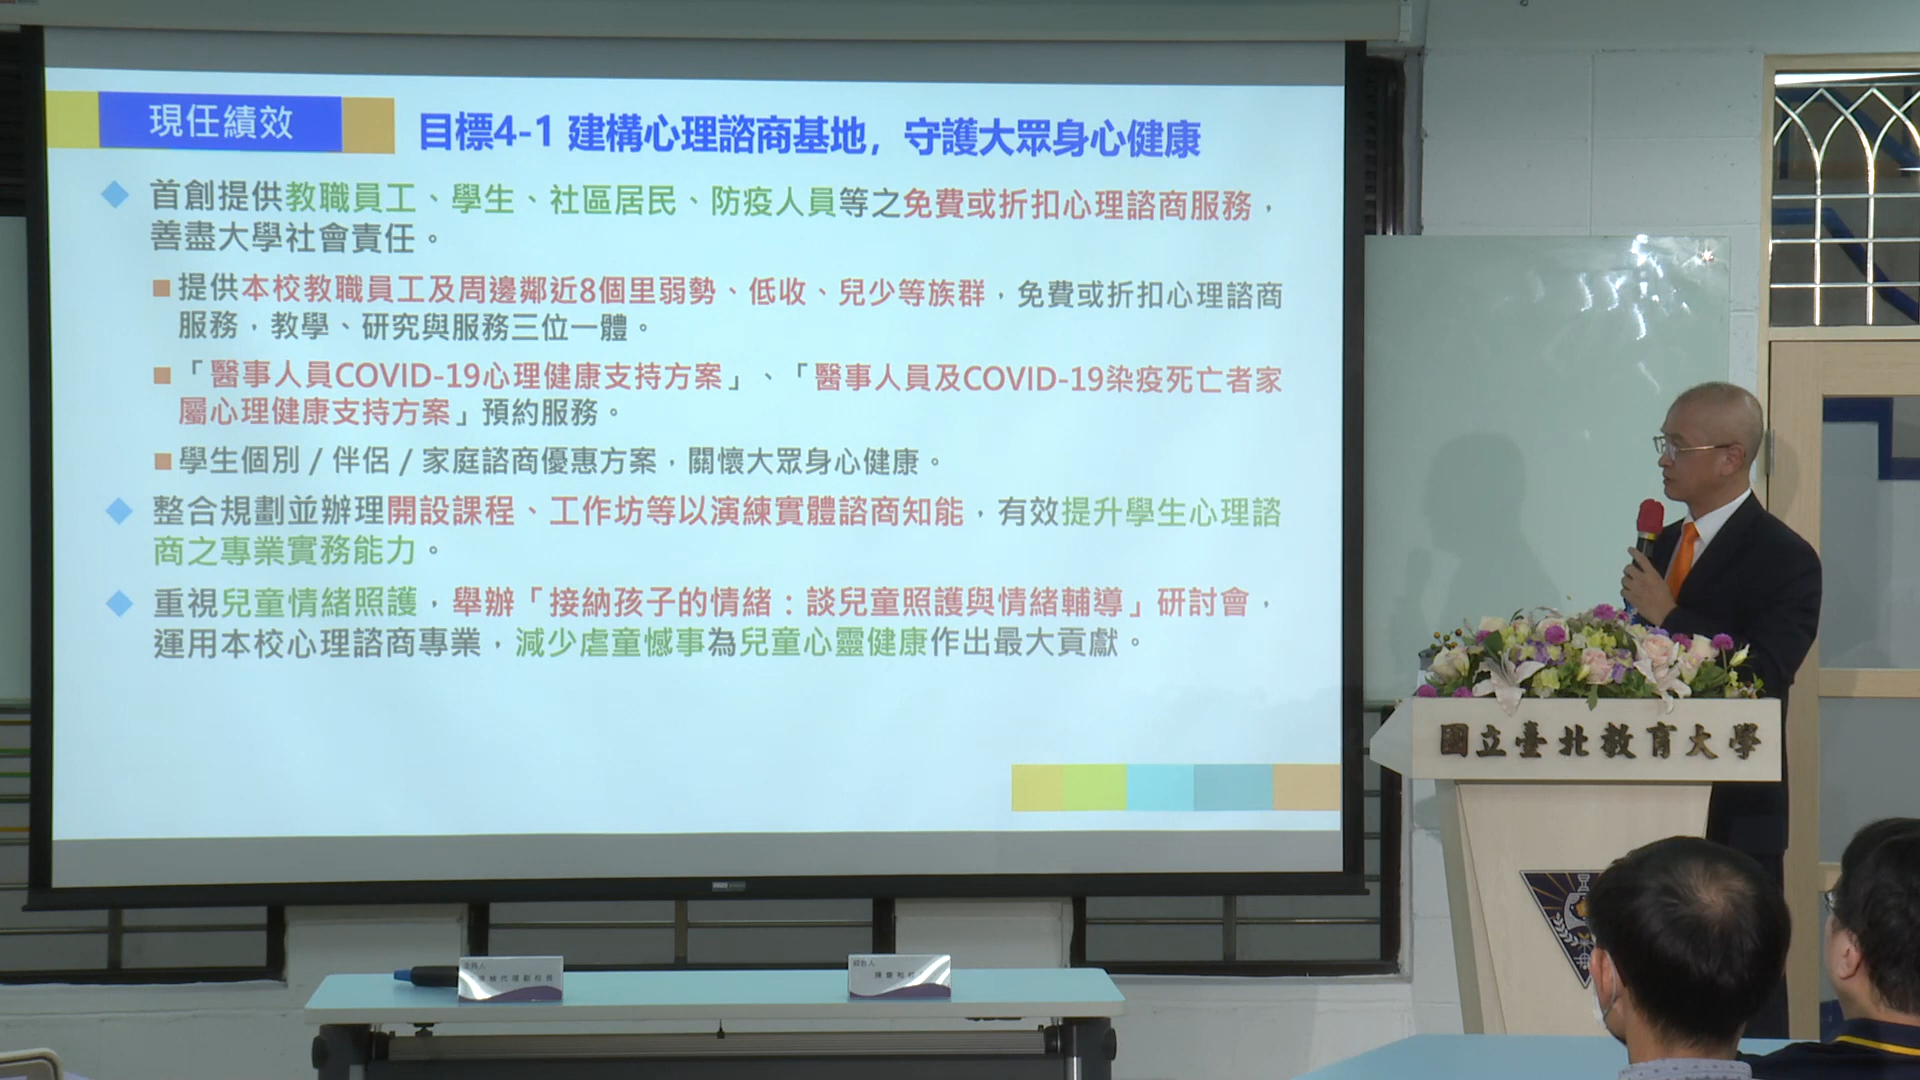 現任績效
目標4-1 建構心理諮商基地，守護大眾身心健康
首創提供教職員工、學生、社區居民、防疫人員等之免費或折扣心理諮商服務，
善盡大學社會責任。
提供本校教職員工及周邊鄰近8個里弱勢、低收、兒少等族群，免費或折扣心理諮商
服務，教學、研究與服務三位一體。
「醫事人員COVID-19心理健康支持方案」、「醫事人員及COVID-19染疫死亡者家
屬心理健康支持方案」預約服務。
學生個別 / 伴侶 / 家庭諮商優惠方案，關懷大眾身心健康。
整合規劃並辦理開設課程、工作坊等以演練實體諮商知能，有效提升學生心理諮
商之專業實務能力。
重視兒童情緒照護，舉辦「接納孩子的情緒：談兒童照護與情緒輔導」研討會，
運用本校心理諮商專業，減少虐童憾事為兒童心靈健康作出最大貢獻。
國立臺北教育大學
代理副校長
報告人
陳慶和校